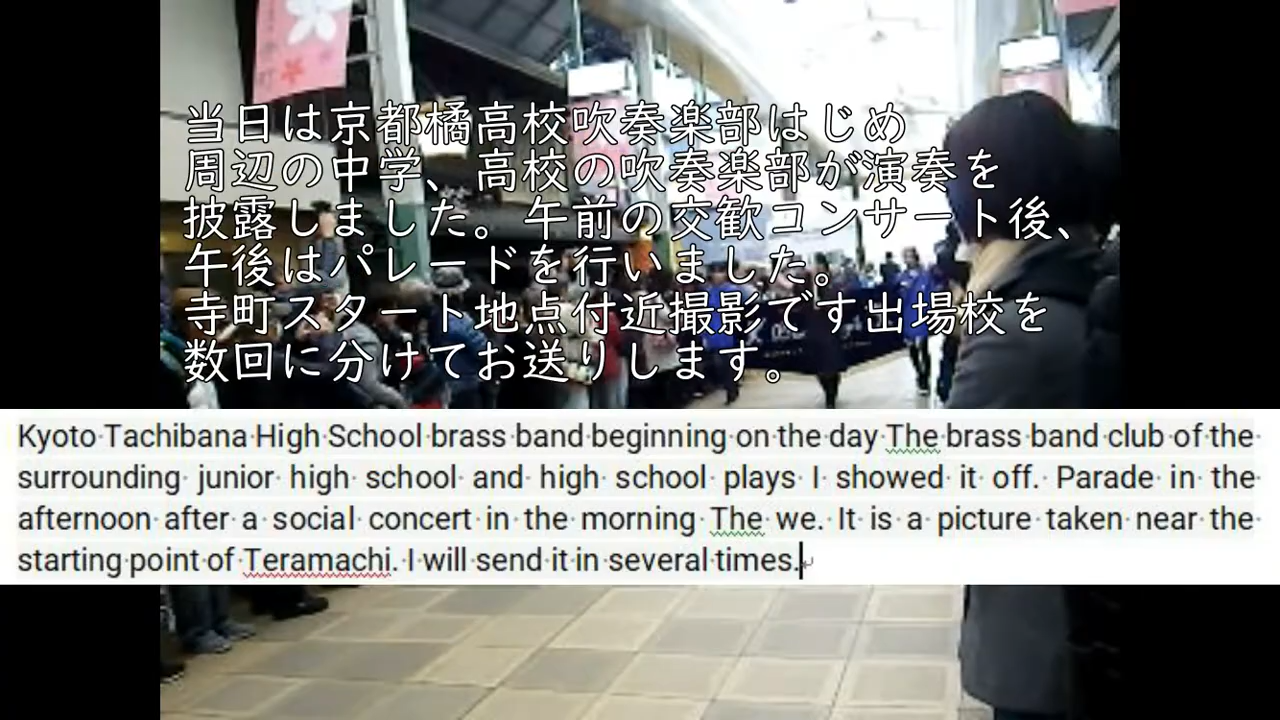 当日は京都橘高校吹奏楽部はじめ
周辺の中学、高校の吹奏楽部が演奏を
披露しました。午前の交歓コンサート後、
午後はパレードを行いました。
寺町スタート地点付近撮影です出場校を
数回に分けてお送りします。
Kyoto Tachibana High School brass band beginning on the day The brass band club of the
surrounding junior high school and high school plays I showed it off. Parade in the
afternoon after a social concert in the morning The we. It is a picture taken near the
starting point of Teramachi. I will send it in several times.